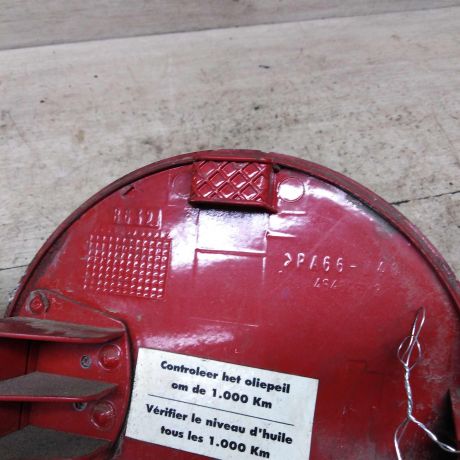 >PA66-
Controleer het oliepeil
om de 1.000 Km
Vérifier le niveau d'huile
tous les 1.000 Km